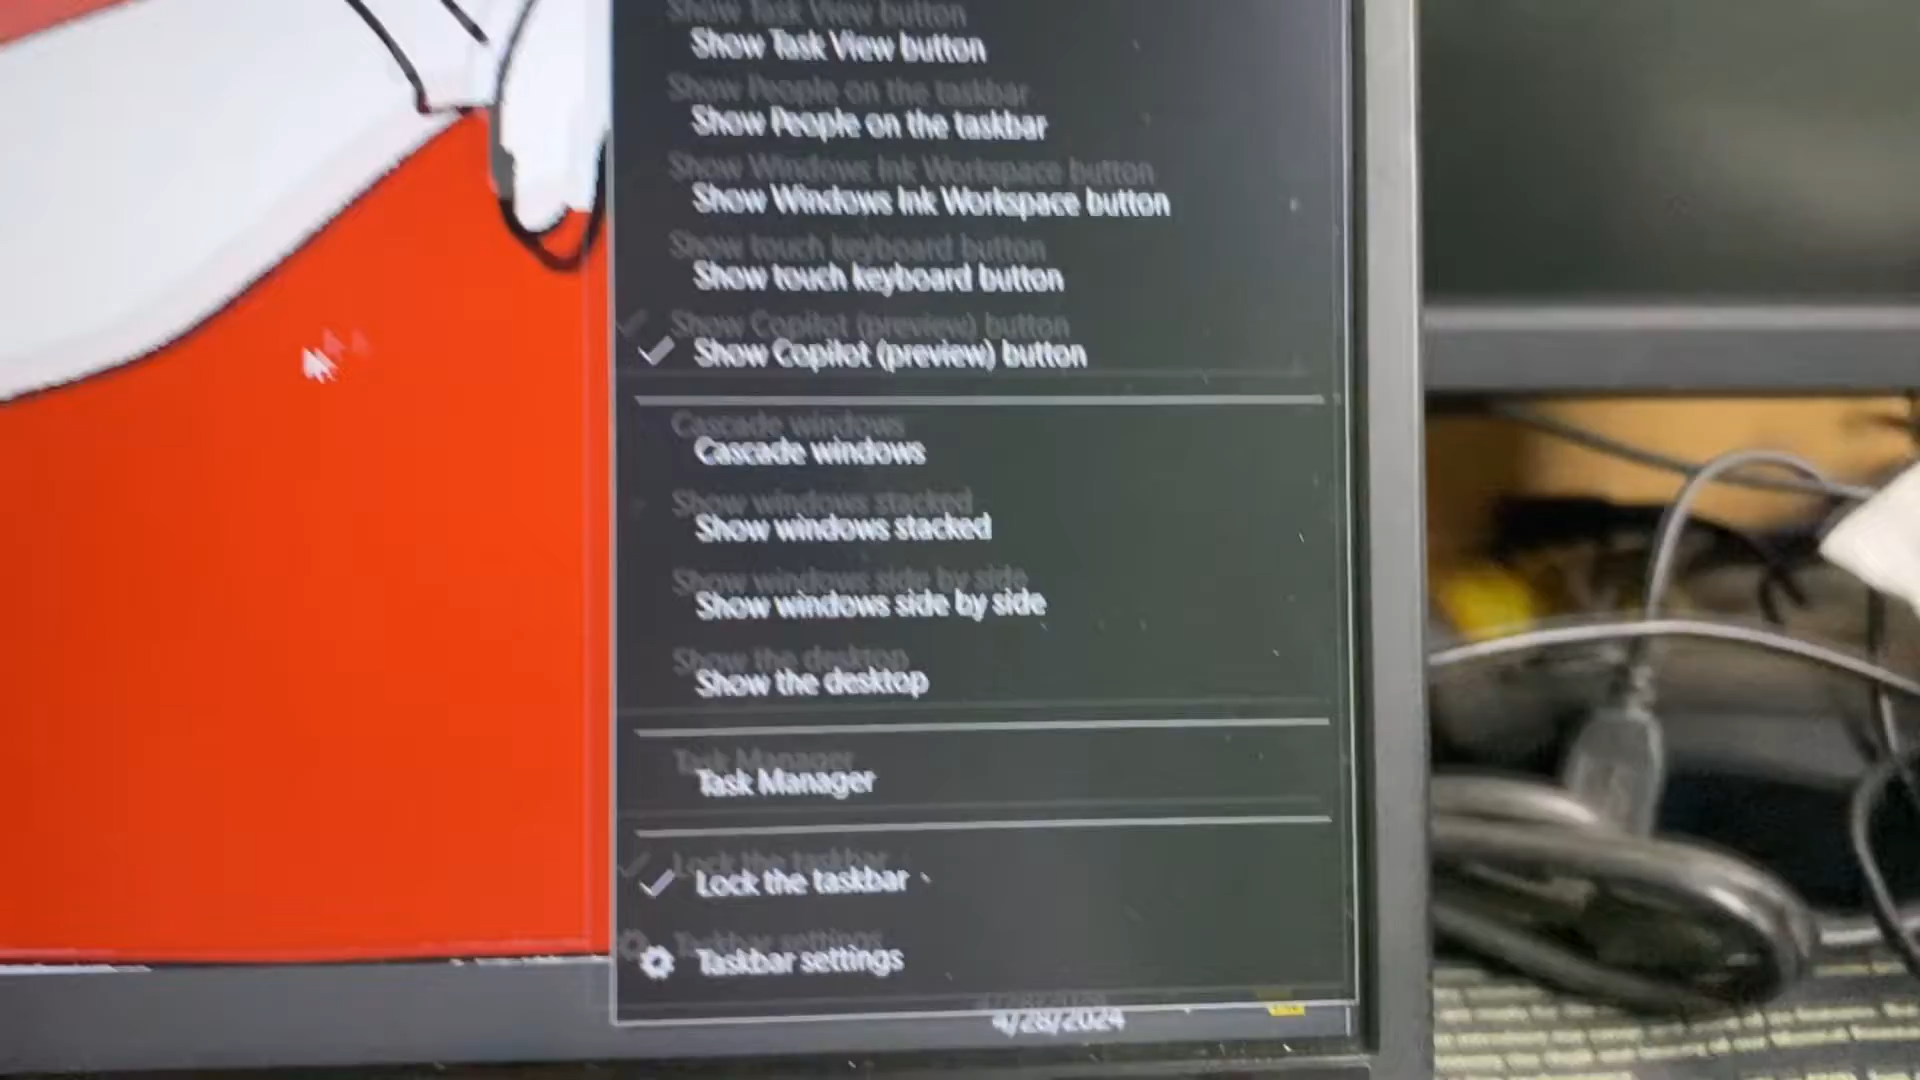 Show Task View button
Show People on the taskbar
Show Windows Ink Workspace button
Show touch keyboard button
Show Copilot (preview) button
Cascade windows
Show windows stacked
Show windows side by side
Show the desktop
Task Manager
Lock the taskbar
Taskbar settings
4/28/2024